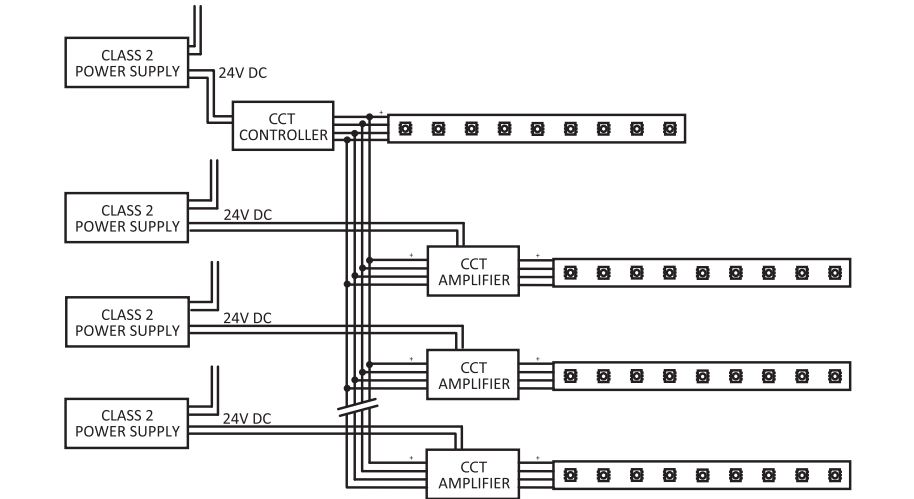 CLASS 2
POWER SUPPLY
24V DC
CCT
CONTROLLER
+
CLASS 2
POWER SUPPLY
24V DC
+
CCT
AMPLIFIER
+
CLASS 2
POWER SUPPLY
24V DC
+
CCT
AMPLIFIER
+
CLASS 2
POWER SUPPLY
24V DC
+
CCT
AMPLIFIER
+